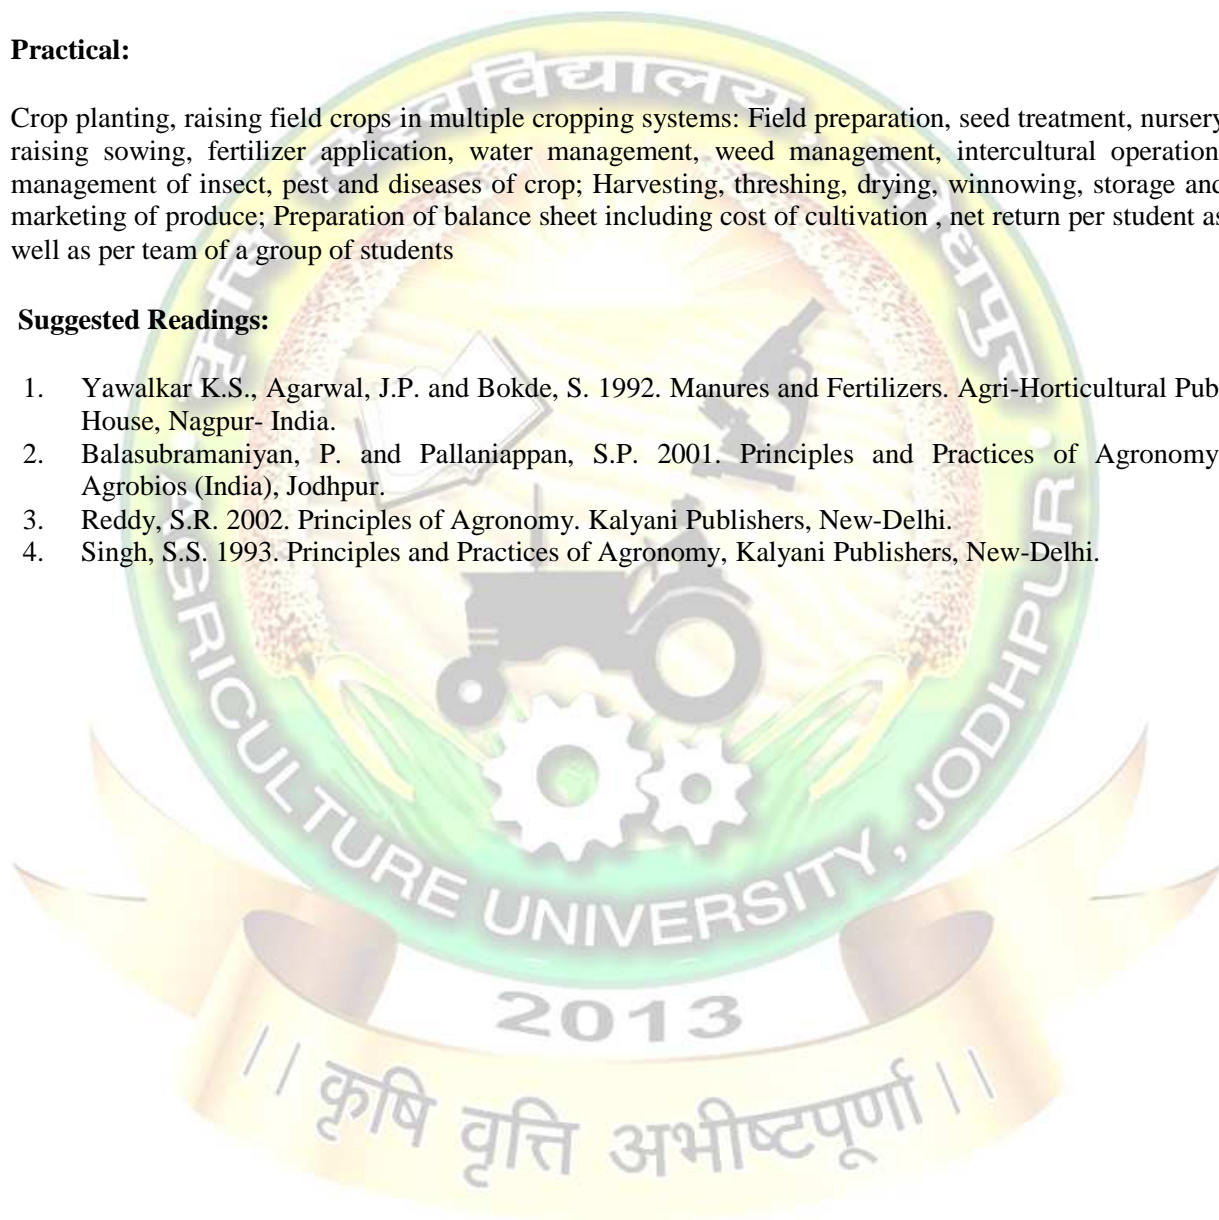 Practical:
Crop planting, raising field crops in multiple cropping systems: Field preparation, seed treatment, nursery
raising sowing, fertilizer application, water management, weed management, intercultural operation
management of insect, pest and diseases of crop; Harvesting, threshing, drying, winnowing, storage and
marketing of produce; Preparation of balance sheet including cost of cultivation , net return per student as
well as per team of a group of students
Suggested Readings:
1. Yawalkar K.S., Agarwal, J.P. and Bokde, S. 1992. Manures and Fertilizers. Agri-Horticultural Pub
House, Nagpur- India.
2. Balasubramaniyan, P. and Pallaniappan, S.P. 2001. Principles and Practices of Agronomy
Agrobios (India), Jodhpur.
3. Reddy, S.R. 2002. Principles of Agronomy. Kalyani Publishers, New-Delhi.
4. Singh, S.S. 1993. Principles and Practices of Agronomy, Kalyani Publishers, New-Delhi.
कृषि विश्वविद्यालय, जोधपुर
AGRICULTURE UNIVERSITY, JODHPUR
2013
|| कृषि वृत्ति अभीष्टपूर्णा ||